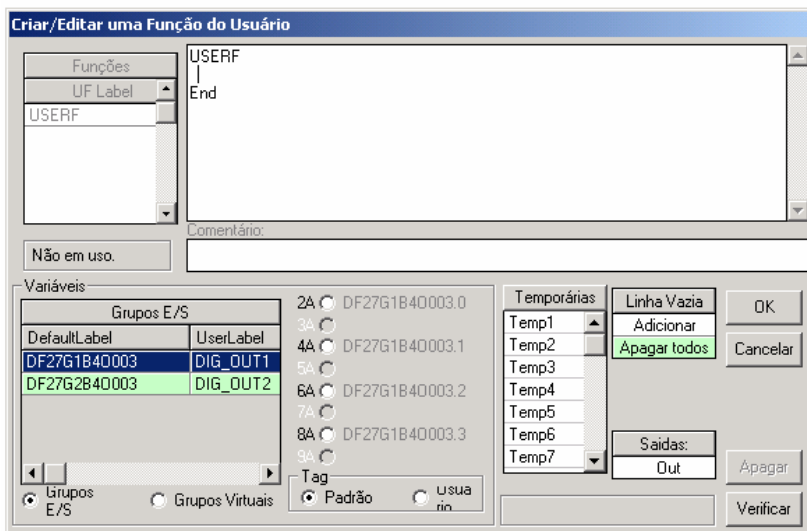 Criar/Editar uma Função do Usuário
Funções
UF Label
USERF
USERF
End
Comentário:
Não em uso.
Variáveis
Grupos E/S
DefaultLabel UserLabel
DF27G1B4O003 DIG_OUT1
DF27G2B4O003 DIG_OUT2
Grupos E/S
Grupos Virtuais
2A DF27G1B4O003.0
3A
4A DF27G1B4O003.1
5A
6A DF27G1B4O003.2
7A
8A DF27G1B4O003.3
9A
Tag
Padrão
Usua
rio
Temporárias
Temp1
Temp2
Temp3
Temp4
Temp5
Temp6
Temp7
Linha Vazia
Adicionar
Apagar todos
Saidas:
Out
OK
Cancelar
Apagar
Verificar